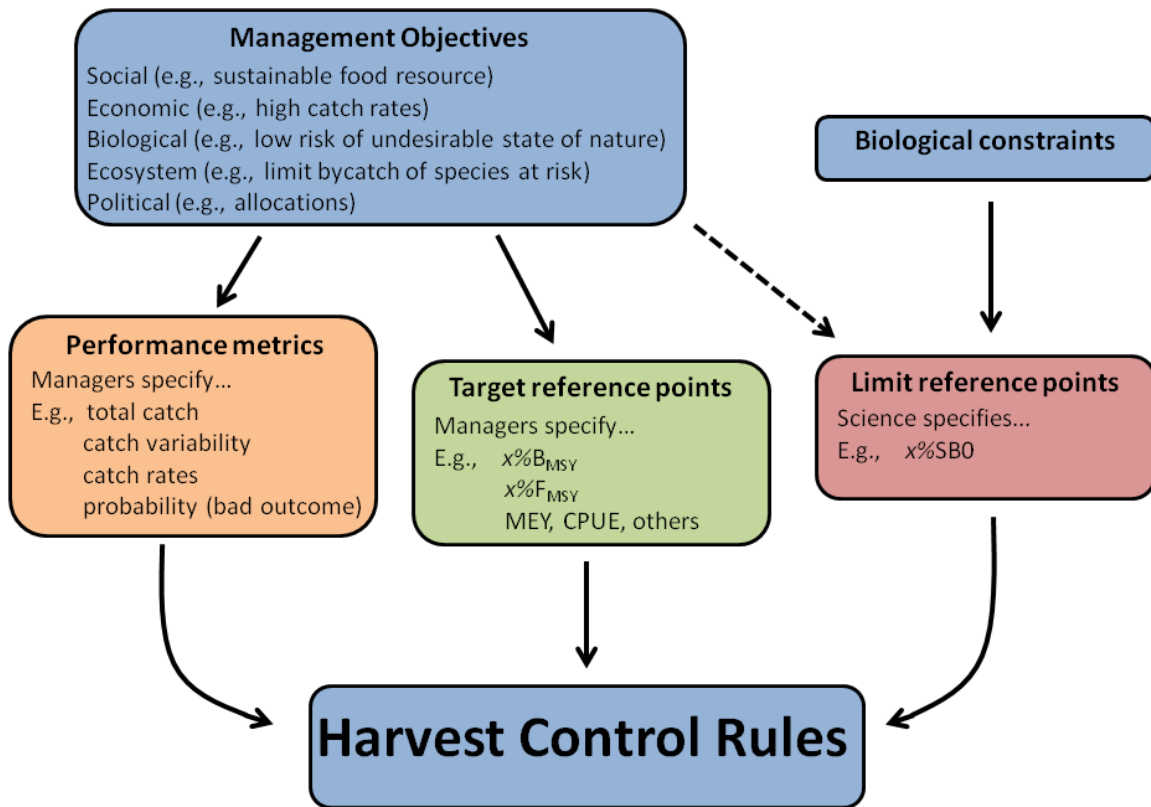 Management Objectives
Social (e.g., sustainable food resource)
Economic (e.g., high catch rates)
Biological (e.g., low risk of undesirable state of nature)
Ecosystem (e.g., limit bycatch of species at risk)
Political (e.g., allocations)
Biological constraints
Performance metrics
Managers specify...
E.g., total catch
catch variability
catch rates
probability (bad outcome)
Target reference points
Managers specify...
E.g., x%B_MSY
x%F_MSY
MEY, CPUE, others
Limit reference points
Science specifies...
E.g., x%SB0
Harvest Control Rules